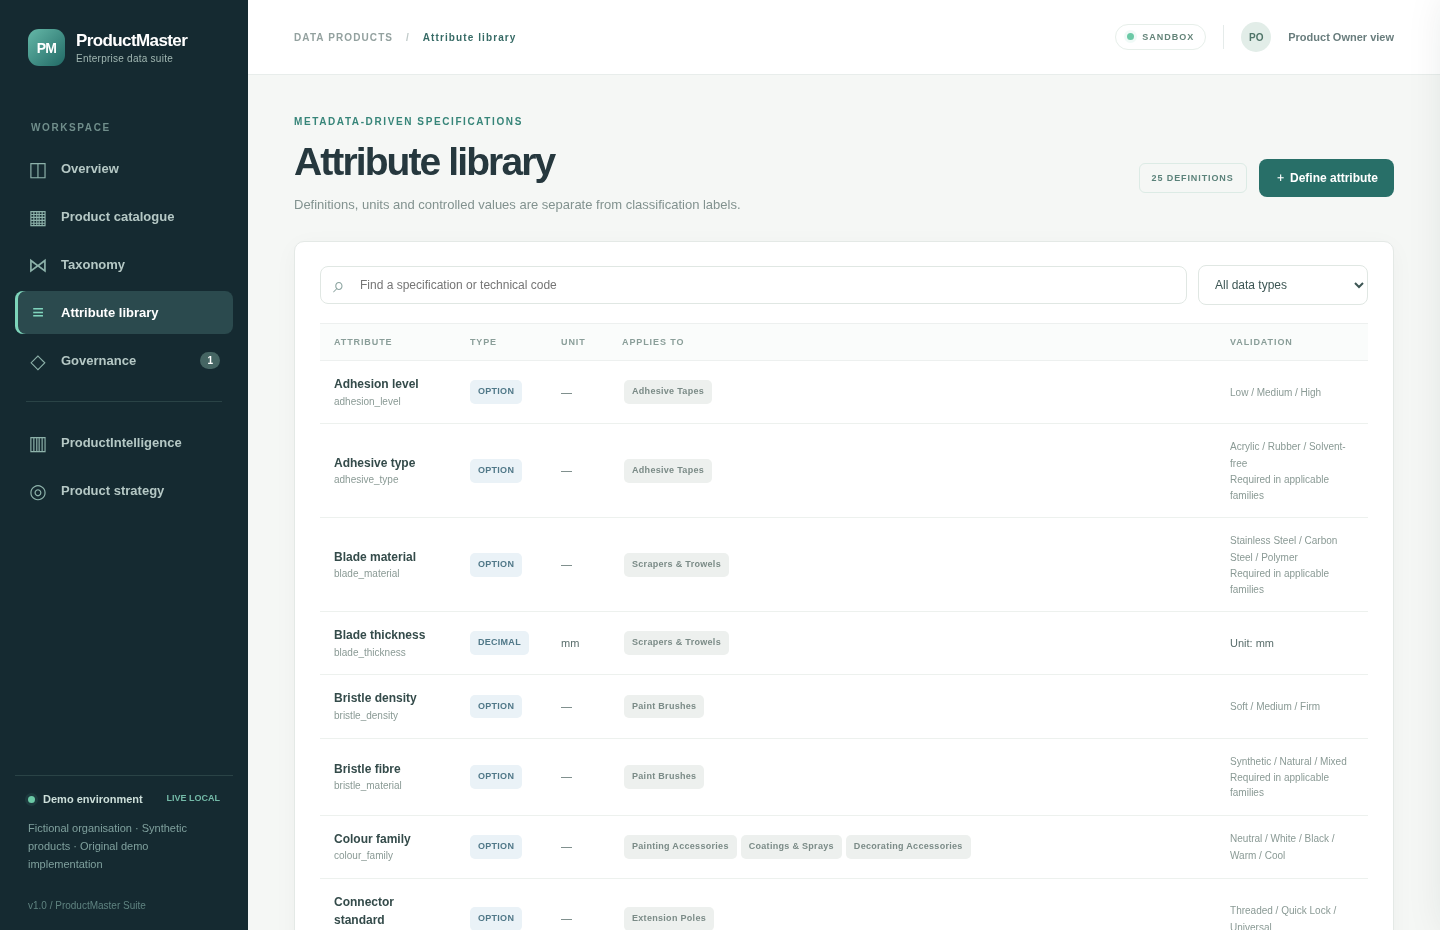 PM
ProductMaster
Enterprise data suite
WORKSPACE
Overview
Product catalogue
Taxonomy
Attribute library
Governance 1
ProductIntelligence
Product strategy
Demo environment LIVE LOCAL
Fictional organisation · Synthetic
products · Original demo
implementation
v1.0 / ProductMaster Suite
DATA PRODUCTS / Attribute library
SANDBOX
PO
Product Owner view
METADATA-DRIVEN SPECIFICATIONS
Attribute library
Definitions, units and controlled values are separate from classification labels.
25 DEFINITIONS
+ Define attribute
Find a specification or technical code
All data types
ATTRIBUTE TYPE UNIT APPLIES TO VALIDATION
Adhesion level
adhesion_level
OPTION — Adhesive Tapes
Low / Medium / High
Adhesive type
adhesive_type
OPTION — Adhesive Tapes
Acrylic / Rubber / Solvent-
free
Required in applicable
families
Blade material
blade_material
OPTION — Scrapers & Trowels
Stainless Steel / Carbon
Steel / Polymer
Required in applicable
families
Blade thickness
blade_thickness
DECIMAL mm Scrapers & Trowels
Unit: mm
Bristle density
bristle_density
OPTION — Paint Brushes
Soft / Medium / Firm
Bristle fibre
bristle_material
OPTION — Paint Brushes
Synthetic / Natural / Mixed
Required in applicable
families
Colour family
colour_family
OPTION — Painting Accessories Coatings & Sprays Decorating Accessories
Neutral / White / Black /
Warm / Cool
Connector
standard
OPTION — Extension Poles
Threaded / Quick Lock /
Universal